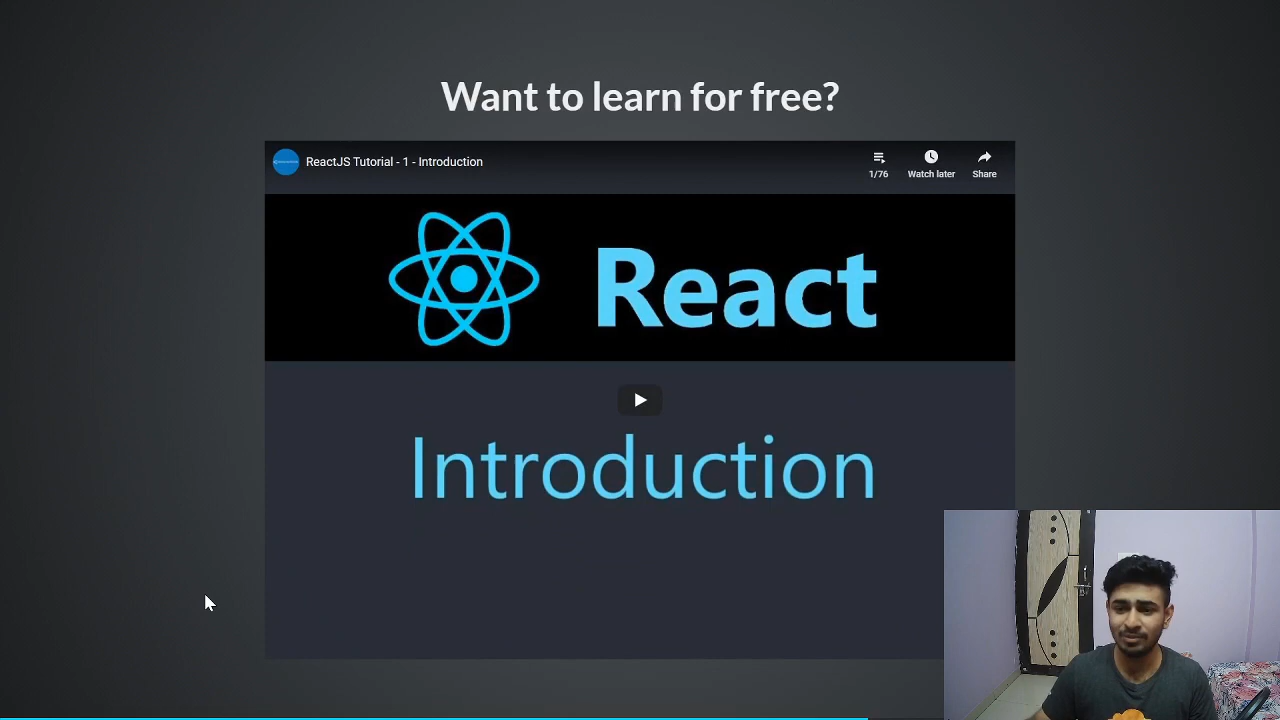 Want to learn for free?
ReactJS Tutorial - 1 - Introduction
1/76
Watch later
Share
React
Introduction